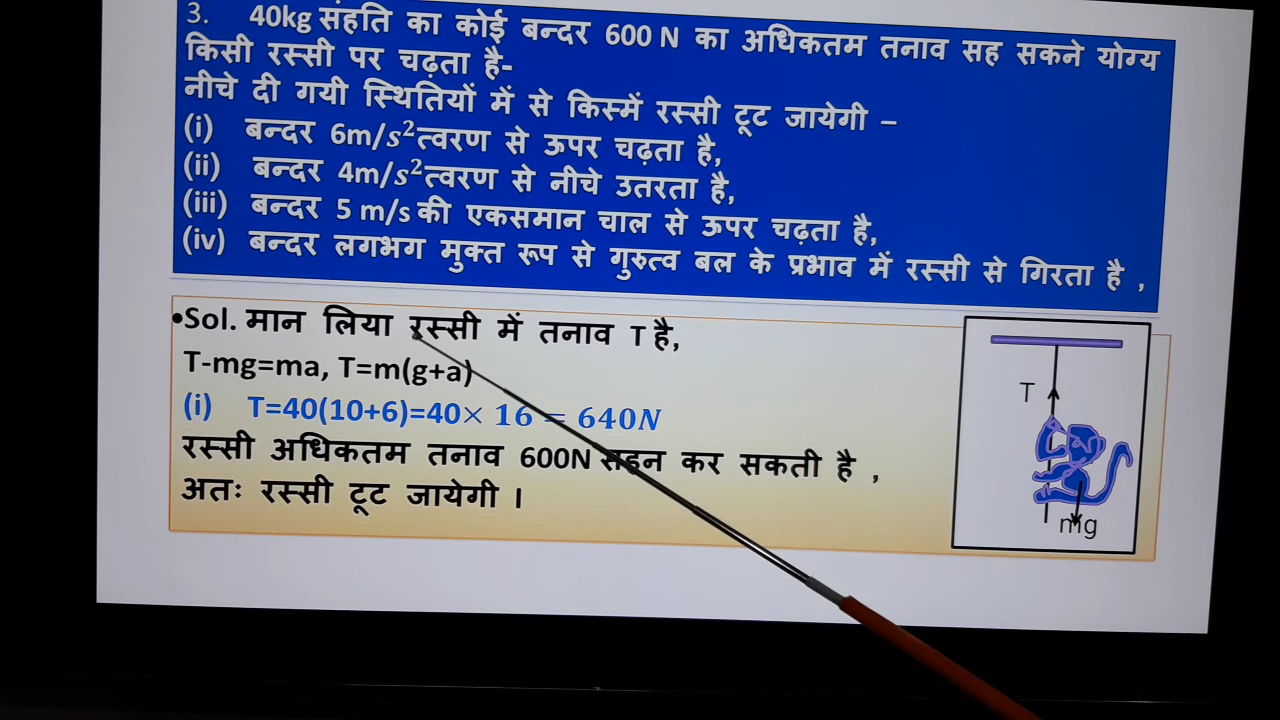 3. 40kg संहति का कोई बन्दर 600 N का अधिकतम तनाव सह सकने योग्य
किसी रस्सी पर चढ़ता है-
नीचे दी गयी स्थितियों में से किस्में रस्सी टूट जायेगी –
(i) बन्दर 6m/s²त्वरण से ऊपर चढ़ता है,
(ii) बन्दर 4m/s²त्वरण से नीचे उतरता है,
(iii) बन्दर 5 m/s की एकसमान चाल से ऊपर चढ़ता है,
(iv) बन्दर लगभग मुक्त रूप से गुरुत्व बल के प्रभाव में रस्सी से गिरता है ,
•Sol. मान लिया रस्सी में तनाव T है,
T-mg=ma, T=m(g+a)
(i) T=40(10+6)=40× 16 = 640N
रस्सी अधिकतम तनाव 600N सहन कर सकती है ,
अतः रस्सी टूट जायेगी ।
T
mg